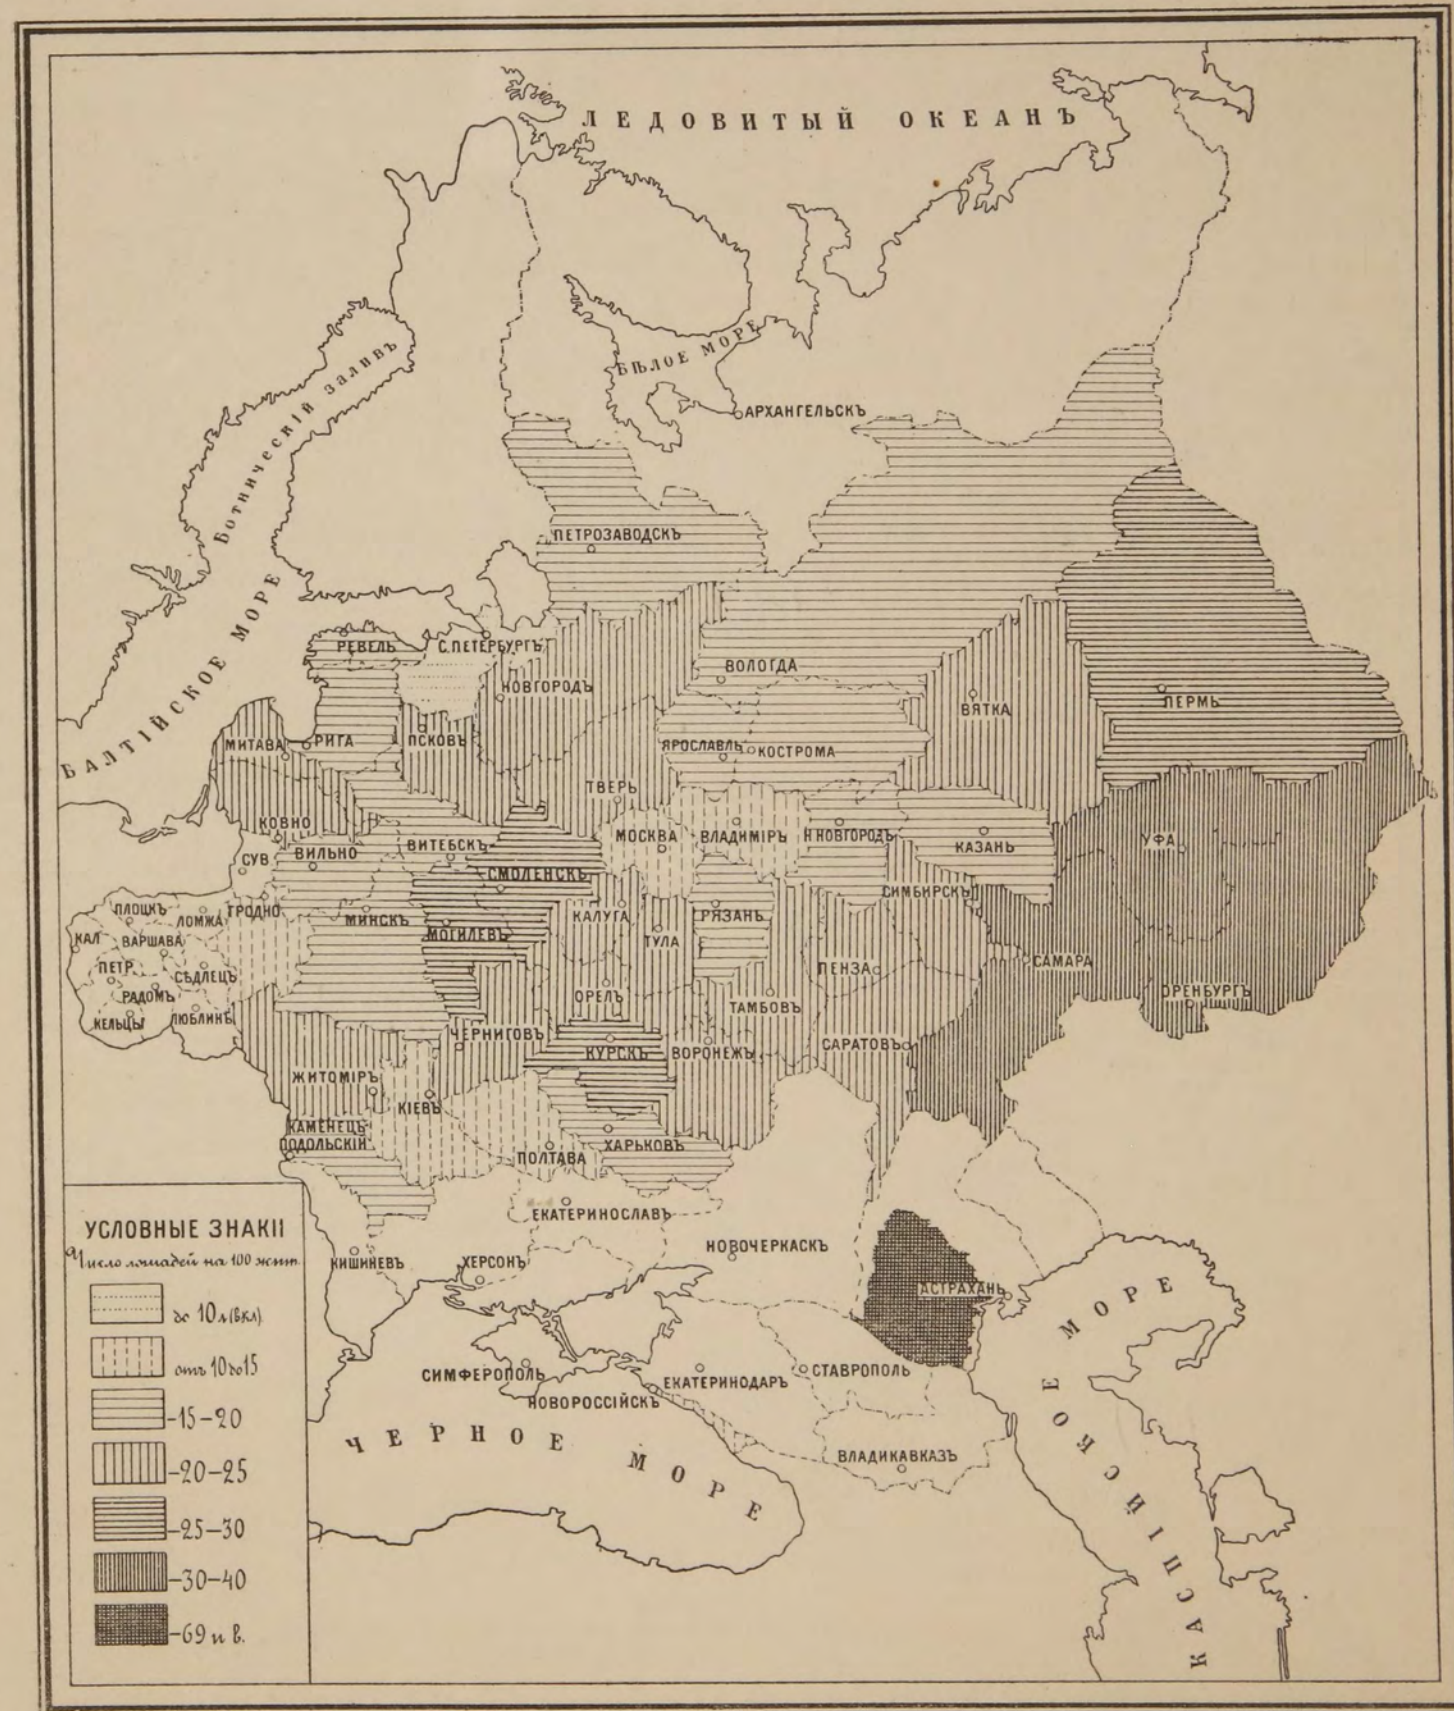 ЛЕДОВИТЫЙ ОКЕАНЪ
БѢЛОЕ МОРЕ
Ботническій заливъ
АРХАНГЕЛЬСКЪ
БАЛТІЙСКОЕ МОРЕ
ПЕТРОЗАВОДСКЪ
РЕВЕЛЬ
С.ПЕТЕРБУРГЪ
НОВГОРОДЪ
ВОЛОГДА
ВЯТКА
ПЕРМЬ
МИТАВА
РИГА
ПСКОВЪ
ЯРОСЛАВЛЬ
КОСТРОМА
ТВЕРЬ
КОВНО
МОСКВА
ВЛАДИМІРЪ
Н.НОВГОРОДЪ
КАЗАНЬ
УФА
СУВ
ВИЛЬНО
ВИТЕБСКЪ
СМОЛЕНСКЪ
СИМБИРСКЪ
ПЛОЦКЪ
ЛОМЖА
ГРОДНО
МИНСКЪ
МОГИЛЕВЪ
КАЛУГА
РЯЗАНЬ
КАЛ
ВАРШАВА
ТУЛА
ПЕТР
СѢДЛЕЦЪ
ПЕНЗА
САМАРА
РАДОМЪ
ОРЕЛЪ
ТАМБОВЪ
ОРЕНБУРГЪ
КЕЛЬЦЫ
ЛЮБЛИНЪ
ЧЕРНИГОВЪ
КУРСКЪ
ВОРОНЕЖЪ
САРАТОВЪ
ЖИТОМІРЪ
КІЕВЪ
КАМЕНЕЦЬ
ПОДОЛЬСКІЙ
ПОЛТАВА
ХАРЬКОВЪ
ЕКАТЕРИНОСЛАВЪ
КИШИНЕВЪ
ХЕРСОНЪ
НОВОЧЕРКАСКЪ
АСТРАХАНЬ
СИМФЕРОПОЛЬ
НОВОРОССІЙСКЪ
ЕКАТЕРИНОДАРЪ
СТАВРОПОЛЬ
ВЛАДИКАВКАЗЪ
ЧЕРНОЕ МОРЕ
КАСПІЙСКОЕ МОРЕ
УСЛОВНЫЕ ЗНАКИ
Число лошадей на 100 жит.
до 10 л (вкл)
отъ 10 до 15
-15-20
-20-25
-25-30
-30-40
-69 и в.